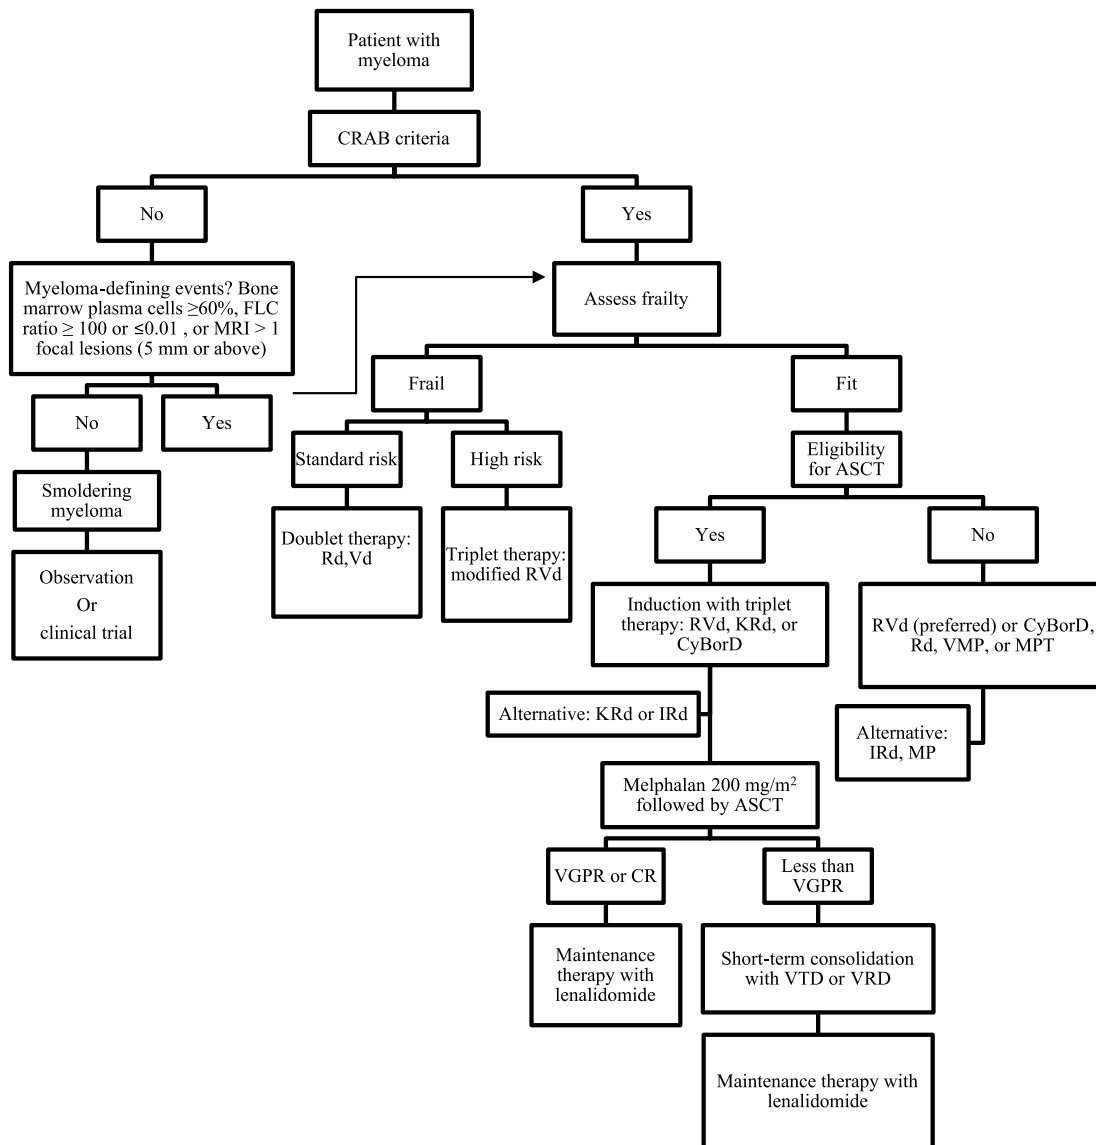 Patient with
myeloma
CRAB criteria
No
Yes
Myeloma-defining events? Bone
marrow plasma cells ≥60%, FLC
ratio ≥ 100 or ≤0.01 , or MRI > 1
focal lesions (5 mm or above)
Assess frailty
No
Yes
Frail
Fit
Smoldering
myeloma
Standard risk
High risk
Eligibility
for ASCT
Observation
Or
clinical trial
Doublet therapy:
Rd,Vd
Triplet therapy:
modified RVd
Yes
No
Induction with triplet
therapy: RVd, KRd, or
CyBorD
RVd (preferred) or CyBorD,
Rd, VMP, or MPT
Alternative: KRd or IRd
Alternative:
IRd, MP
Melphalan 200 mg/m²
followed by ASCT
VGPR or CR
Less than
VGPR
Maintenance
therapy with
lenalidomide
Short-term consolidation
with VTD or VRD
Maintenance therapy with
lenalidomide